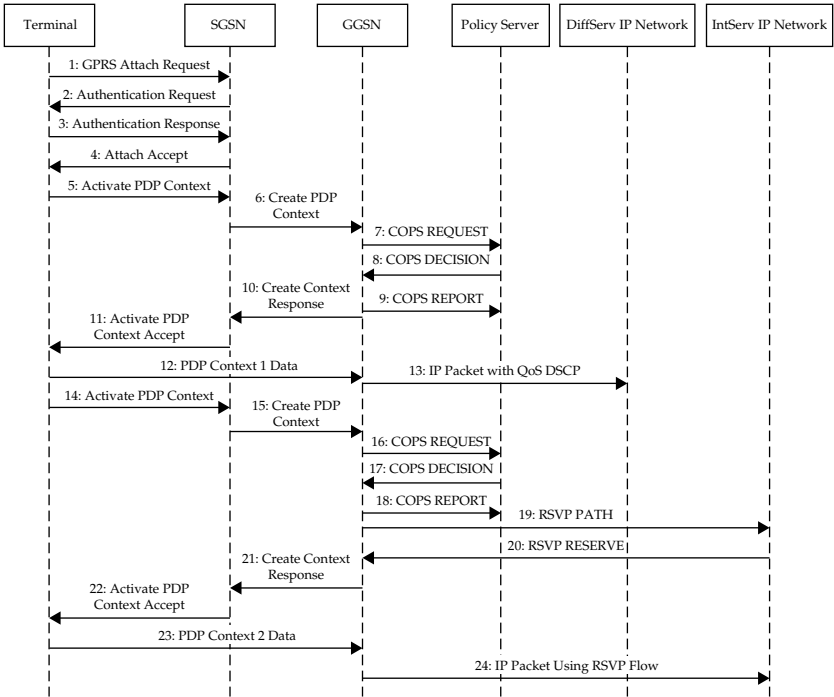 Terminal
SGSN
GGSN
Policy Server
DiffServ IP Network
IntServ IP Network
1: GPRS Attach Request
2: Authentication Request
3: Authentication Response
4: Attach Accept
5: Activate PDP Context
6: Create PDP
Context
7: COPS REQUEST
8: COPS DECISION
10: Create Context
Response
9: COPS REPORT
11: Activate PDP
Context Accept
12: PDP Context 1 Data
13: IP Packet with QoS DSCP
14: Activate PDP Context
15: Create PDP
Context
16: COPS REQUEST
17: COPS DECISION
18: COPS REPORT
19: RSVP PATH
20: RSVP RESERVE
21: Create Context
Response
22: Activate PDP
Context Accept
23: PDP Context 2 Data
24: IP Packet Using RSVP Flow